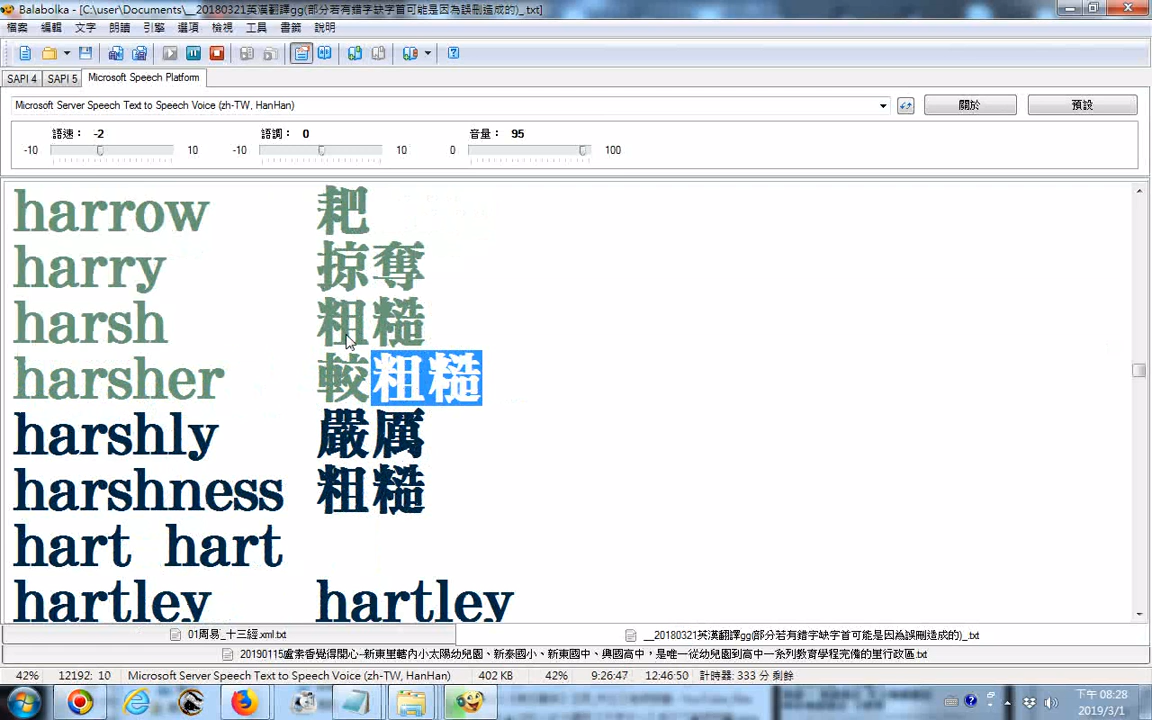 Balabolka - [C:\user\Documents\__20180321英漢翻譯gg(部分若有錯字缺字首可能是因為誤刪造成的)_.txt]
檔案 編輯 文字 朗讀 引擎 選項 檢視 工具 書籤 說明
SAPI 4 SAPI 5 Microsoft Speech Platform
Microsoft Server Speech Text to Speech Voice (zh-TW, HanHan) 關於 預設
語速： -2 語調： 0 音量： 95
-10 10 -10 10 0 100
harrow 耙
harry 掠奪
harsh 粗糙
harsher 較粗糙
harshly 嚴厲
harshness 粗糙
hart hart
hartley hartley
01周易_十三經.xml.txt __20180321英漢翻譯gg(部分若有錯字缺字首可能是因為誤刪造成的)_.txt
20190115盧素香覺得開心--新東里轄內小太陽幼兒園、新泰國小、新東國中、興國高中，是唯一從幼兒園到高中一系列教育學程完備的里行政區.txt
42% 12192: 10 Microsoft Server Speech Text to Speech Voice (zh-TW, HanHan) 402 KB 42% 9:26:47 12:46:50 計時器: 333 分 剩餘
下午 08:28
2019/3/1